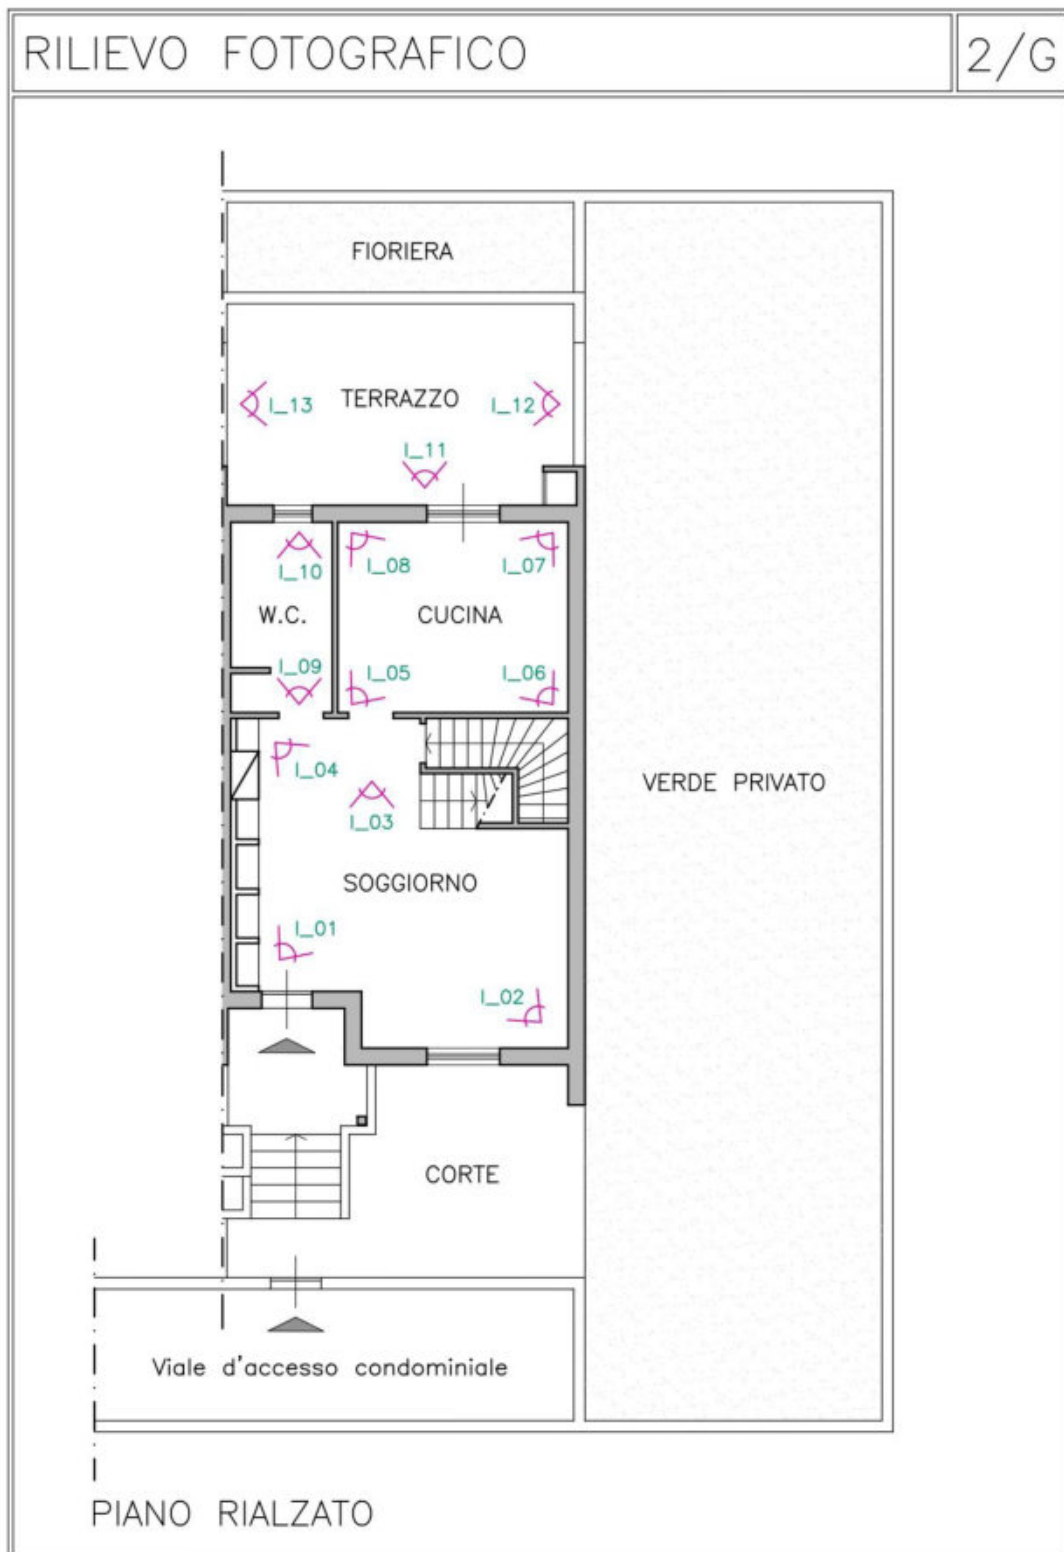 RILIEVO FOTOGRAFICO
2/G
FIORIERA
I_13
TERRAZZO
I_12
I_11
I_08
I_07
I_10
W.C.
CUCINA
I_09
I_05
I_06
I_04
VERDE PRIVATO
I_03
SOGGIORNO
I_01
I_02
CORTE
Viale d'accesso condominiale
PIANO RIALZATO